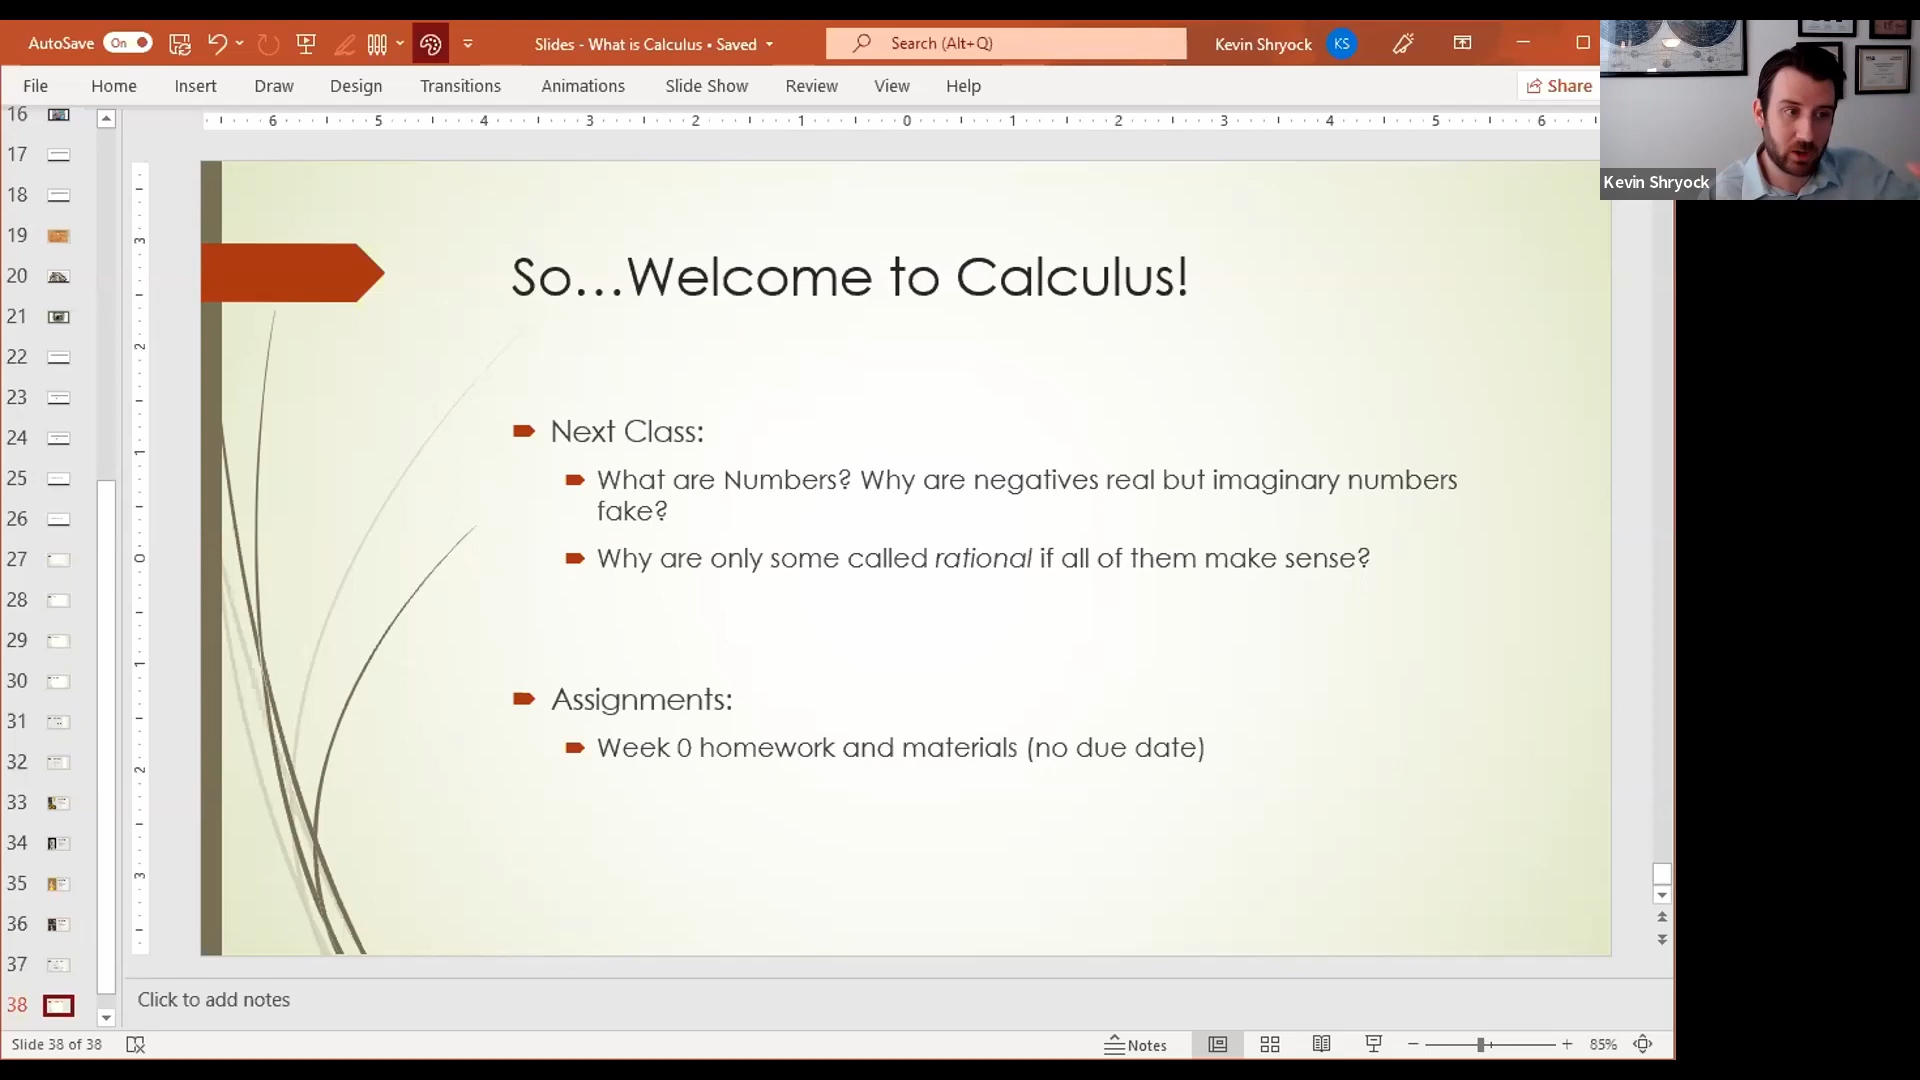 AutoSave On Slides - What is Calculus • Saved Search (Alt+Q) Kevin Shryock KS
File Home Insert Draw Design Transitions Animations Slide Show Review View Help Share
6 5 4 3 2 1 0 1 2 3 4 5 6
Kevin Shryock
16
17
18
19
20
21
22
23
24
25
26
27
28
29
30
31
32
33
34
35
36
37
38
3
2
1
0
1
2
3
So...Welcome to Calculus!
Next Class:
What are Numbers? Why are negatives real but imaginary numbers
fake?
Why are only some called rational if all of them make sense?
Assignments:
Week 0 homework and materials (no due date)
Click to add notes
Slide 38 of 38 Notes 85%